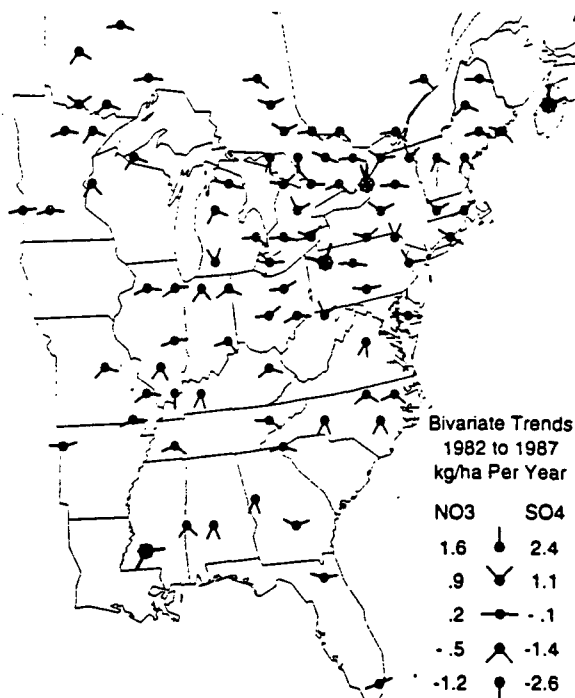 Bivariate Trends
1982 to 1987
kg/ha Per Year
NO3 SO4
1.6 2.4
.9 1.1
.2 -.1
-.5 -1.4
-1.2 -2.6